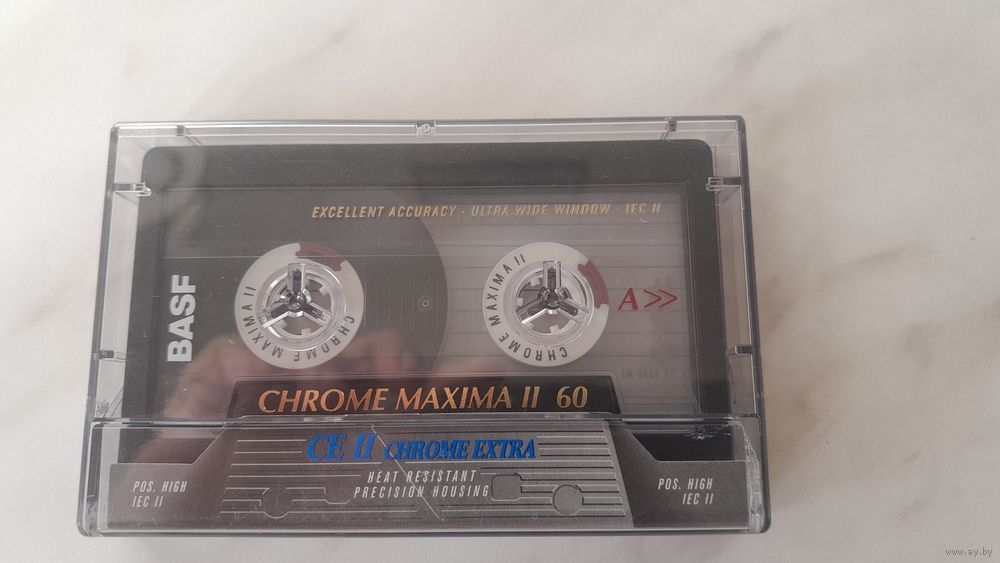 EXCELLENT ACCURACY · ULTRA WIDE WINDOW · IEC II
BASF
CHROME MAXIMA II
CHROME MAXIMA II
A>>
CHROME MAXIMA II 60
CE II CHROME EXTRA
HEAT RESISTANT
PRECISION HOUSING
POS. HIGH
IEC II
POS. HIGH
IEC II
www.ay.by